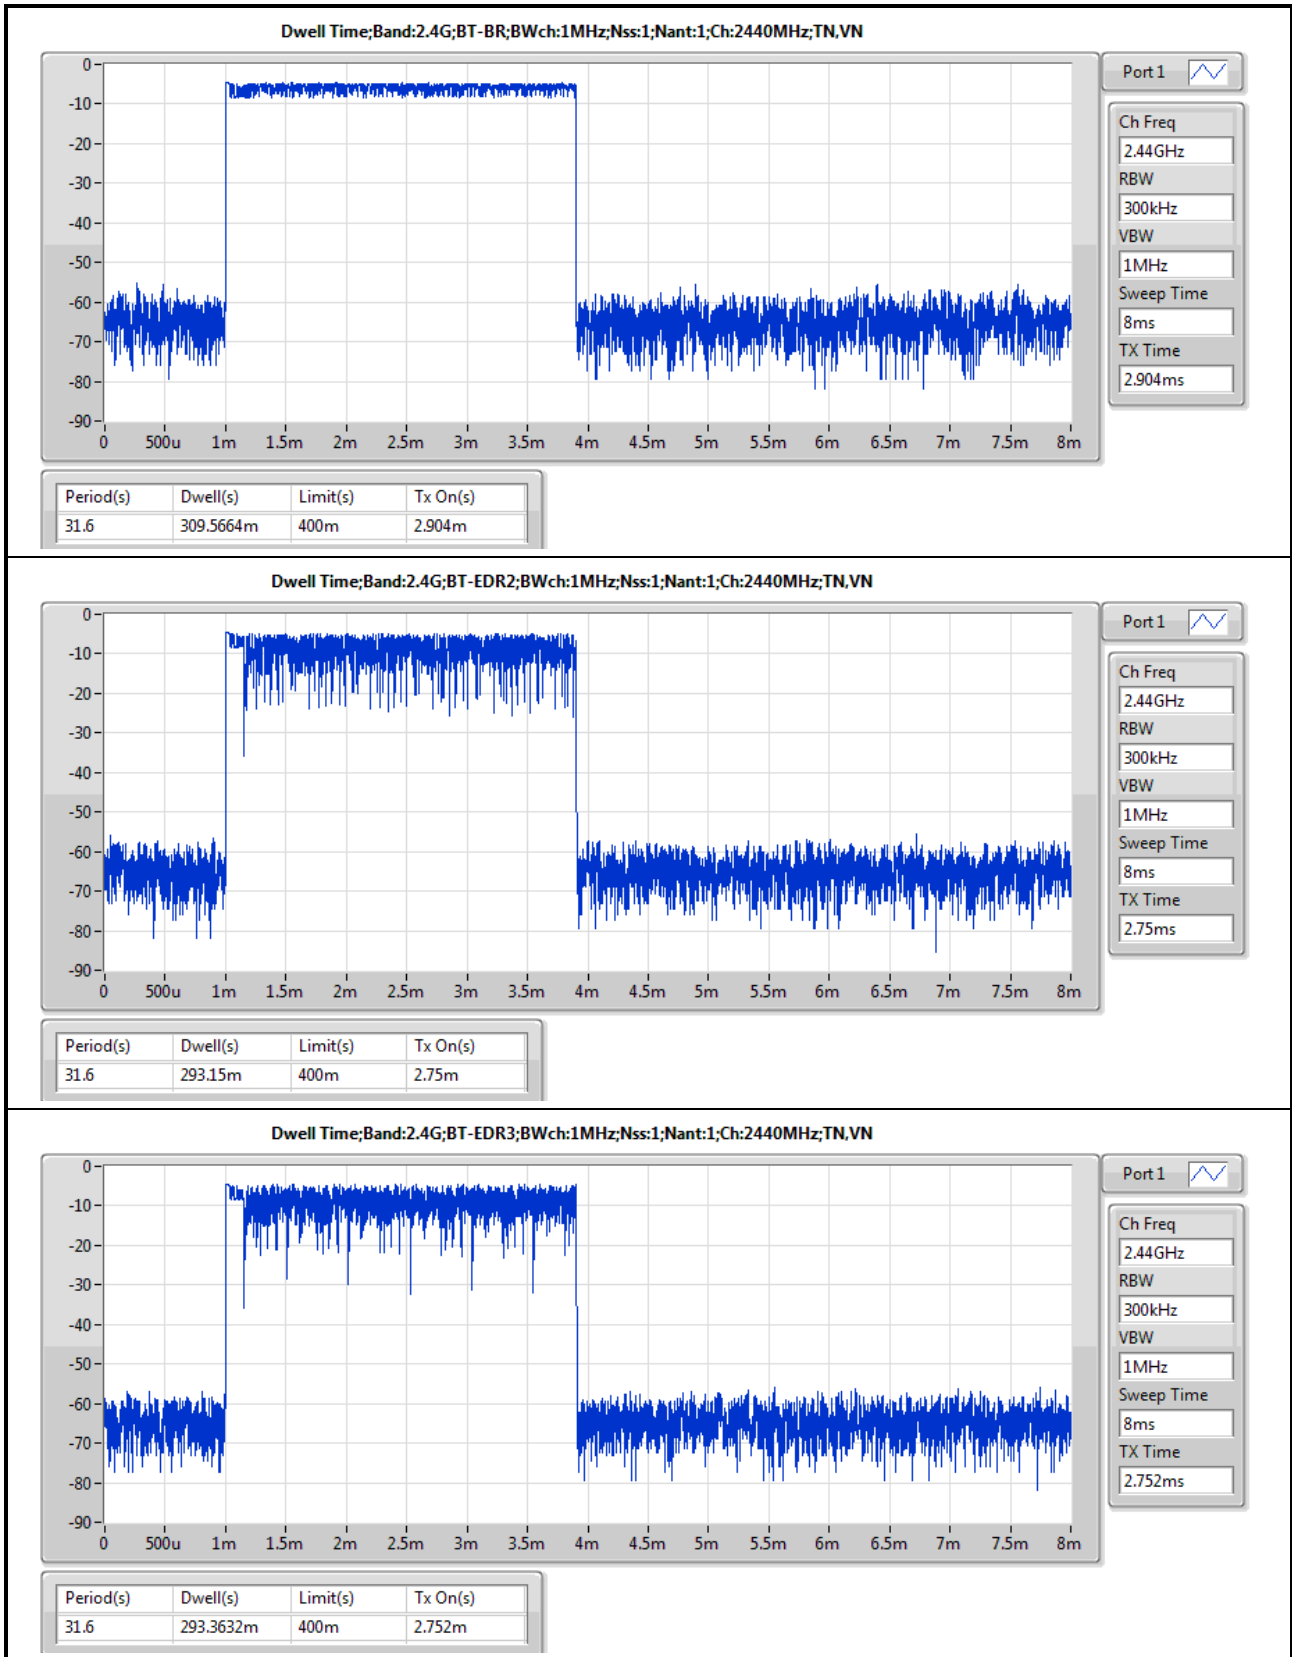 Dwell Time;Band:2.4G;BT-BR;BWch:1MHz;Nss:1;Nant:1;Ch:2440MHz;TN,VN
0
-10
-20
-30
-40
-50
-60
-70
-80
-90
0 500u 1m 1.5m 2m 2.5m 3m 3.5m 4m 4.5m 5m 5.5m 6m 6.5m 7m 7.5m 8m
Port 1
Ch Freq
2.44GHz
RBW
300kHz
VBW
1MHz
Sweep Time
8ms
TX Time
2.904ms
Period(s) Dwell(s) Limit(s) Tx On(s)
31.6 309.5664m 400m 2.904m
Dwell Time;Band:2.4G;BT-EDR2;BWch:1MHz;Nss:1;Nant:1;Ch:2440MHz;TN,VN
0
-10
-20
-30
-40
-50
-60
-70
-80
-90
0 500u 1m 1.5m 2m 2.5m 3m 3.5m 4m 4.5m 5m 5.5m 6m 6.5m 7m 7.5m 8m
Port 1
Ch Freq
2.44GHz
RBW
300kHz
VBW
1MHz
Sweep Time
8ms
TX Time
2.75ms
Period(s) Dwell(s) Limit(s) Tx On(s)
31.6 293.15m 400m 2.75m
Dwell Time;Band:2.4G;BT-EDR3;BWch:1MHz;Nss:1;Nant:1;Ch:2440MHz;TN,VN
0
-10
-20
-30
-40
-50
-60
-70
-80
-90
0 500u 1m 1.5m 2m 2.5m 3m 3.5m 4m 4.5m 5m 5.5m 6m 6.5m 7m 7.5m 8m
Port 1
Ch Freq
2.44GHz
RBW
300kHz
VBW
1MHz
Sweep Time
8ms
TX Time
2.752ms
Period(s) Dwell(s) Limit(s) Tx On(s)
31.6 293.3632m 400m 2.752m